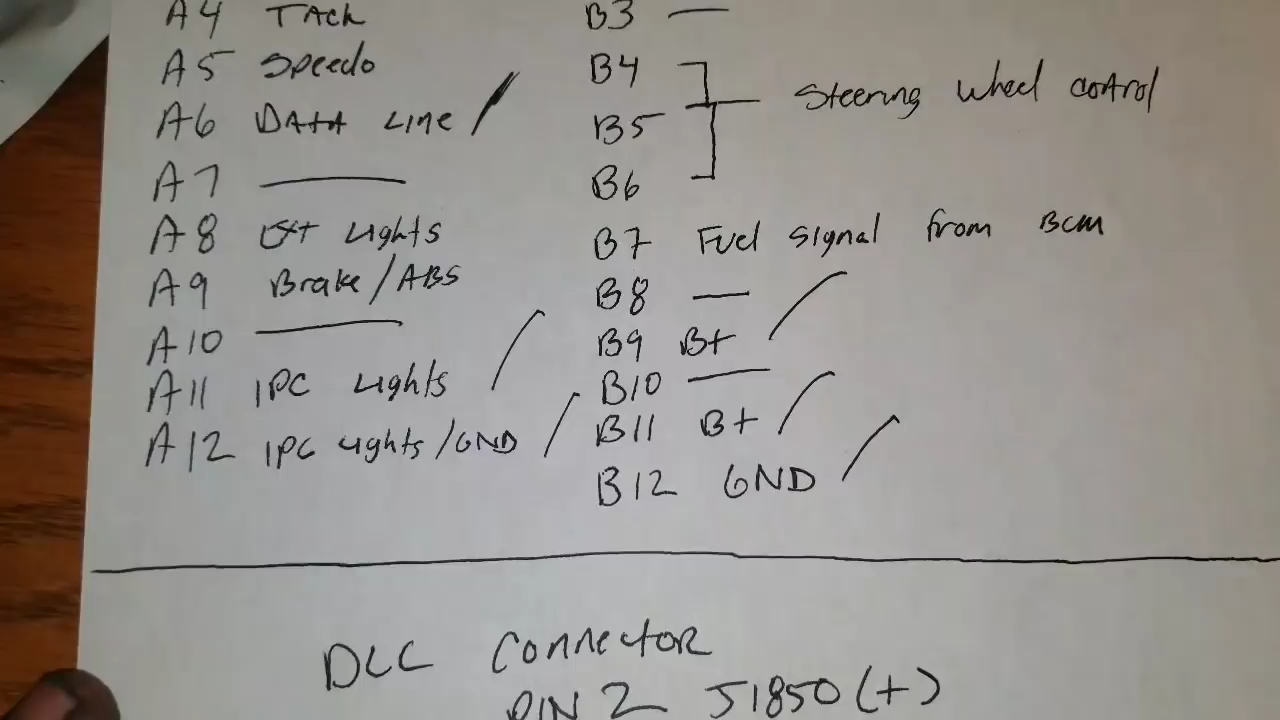 A4 TACH
A5 Speedo
A6 DATA LINE /
A7 —
A8 Ext Lights
A9 Brake/ABS
A10 —
A11 IPC Lights /
A12 IPC Lights/GND /
B3 —
B4
B5 Steering wheel control
B6
B7 Fuel signal from BCM
B8 —
B9 B+ /
B10 —
B11 B+ /
B12 GND /
DLC Connector
PIN 2 J1850 (+)